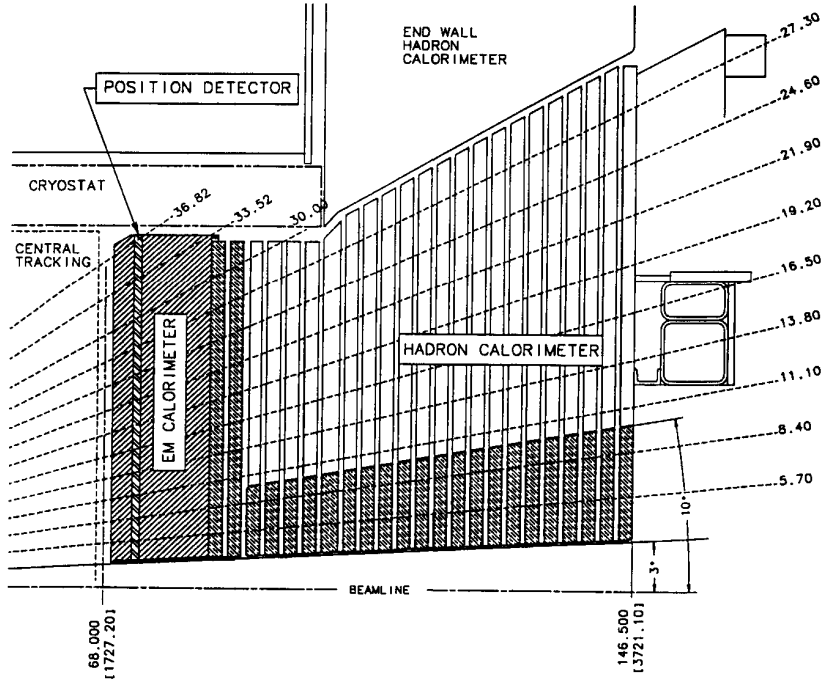 END WALL
HADRON
CALORIMETER
27.30
POSITION DETECTOR
24.60
21.90
CRYOSTAT
36.82
33.52
30.00
19.20
CENTRAL
TRACKING
16.50
EM CALORIMETER
HADRON CALORIMETER
13.80
11.10
8.40
5.70
10°
3°
BEAMLINE
68.000
[1727.20]
146.500
[3721.10]